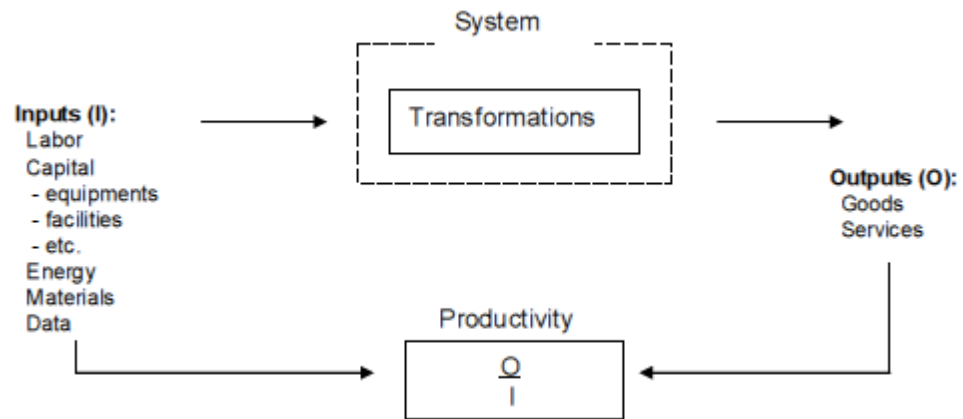 System
Transformations
Inputs (I):
Labor
Capital
- equipments
- facilities
- etc.
Energy
Materials
Data
Outputs (O):
Goods
Services
Productivity
O
I